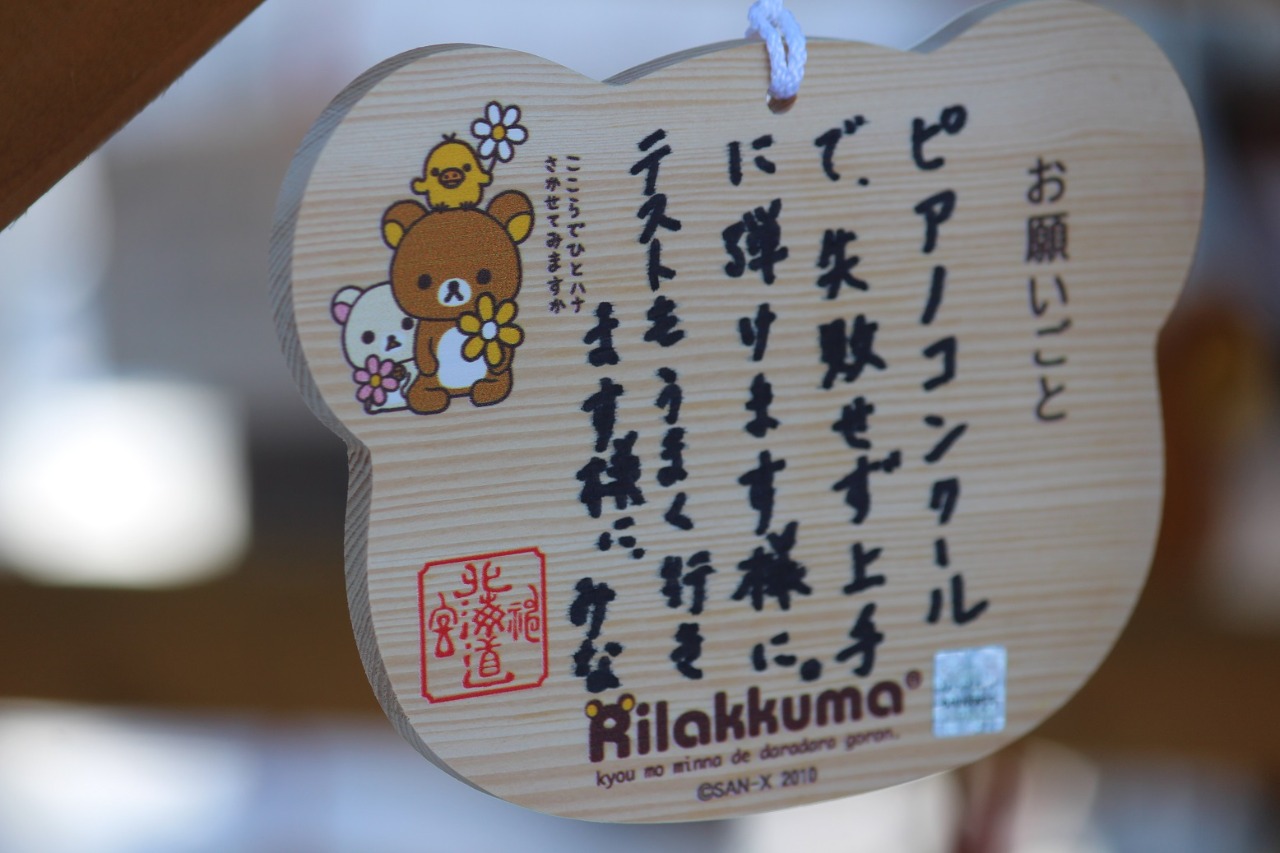 お願いごと
ピアノコンクール
で、失敗せず上手
に弾けます様に。
テストをうまく行き
ます様に、みな
ここらでひとハナ
さかせてみますか
北海道
神宮
Rilakkuma®
kyou mo minna de daradara goron.
©SAN-X 2010